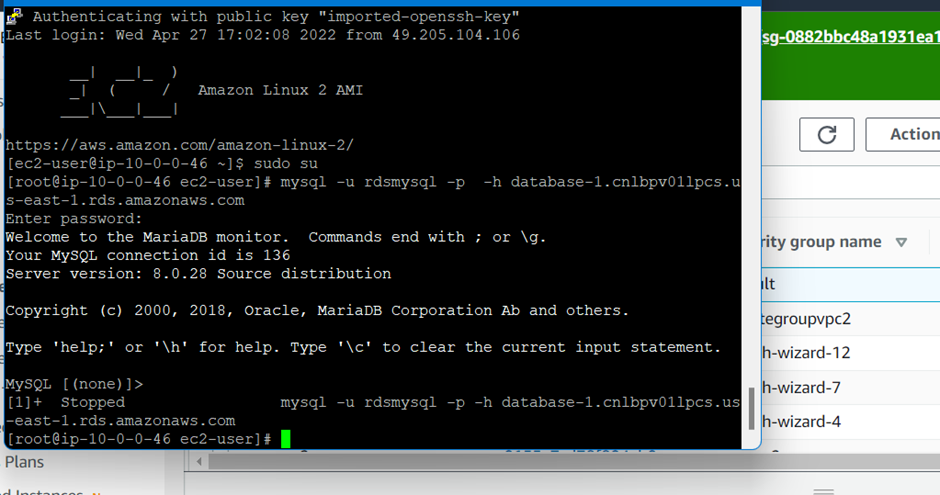 Authenticating with public key "imported-openssh-key"
Last login: Wed Apr 27 17:02:08 2022 from 49.205.104.106
__|  __|_  )
_|  (     /   Amazon Linux 2 AMI
___|\___|___|
https://aws.amazon.com/amazon-linux-2/
[ec2-user@ip-10-0-0-46 ~]$ sudo su
[root@ip-10-0-0-46 ec2-user]# mysql -u rdsmysql -p  -h database-1.cnlbpv01lpcs.u
s-east-1.rds.amazonaws.com
Enter password:
Welcome to the MariaDB monitor.  Commands end with ; or \g.
Your MySQL connection id is 136
Server version: 8.0.28 Source distribution
Copyright (c) 2000, 2018, Oracle, MariaDB Corporation Ab and others.
Type 'help;' or '\h' for help. Type '\c' to clear the current input statement.
MySQL [(none)]>
[1]+  Stopped                 mysql -u rdsmysql -p -h database-1.cnlbpv01lpcs.us
-east-1.rds.amazonaws.com
[root@ip-10-0-0-46 ec2-user]#
sg-0882bbc48a1931ea1
Action
rity group name
ult
tegroupvpc2
h-wizard-12
h-wizard-7
h-wizard-4
Plans